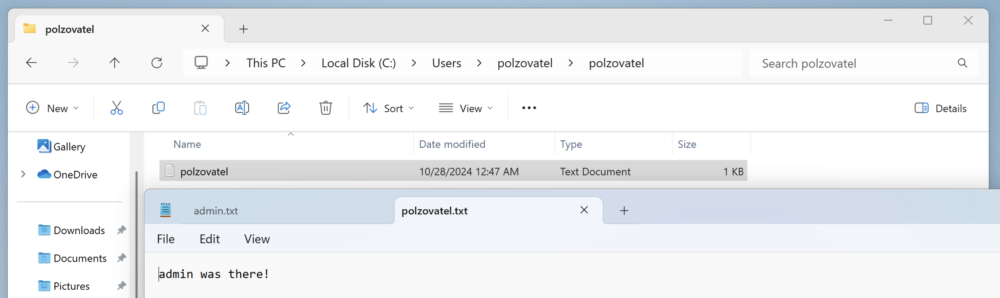 polzovatel
This PC Local Disk (C:) Users polzovatel polzovatel
Search polzovatel
New Sort View Details
Gallery
OneDrive
Downloads
Documents
Pictures
Name Date modified Type Size
polzovatel 10/28/2024 12:47 AM Text Document 1 KB
admin.txt polzovatel.txt
File Edit View
admin was there!